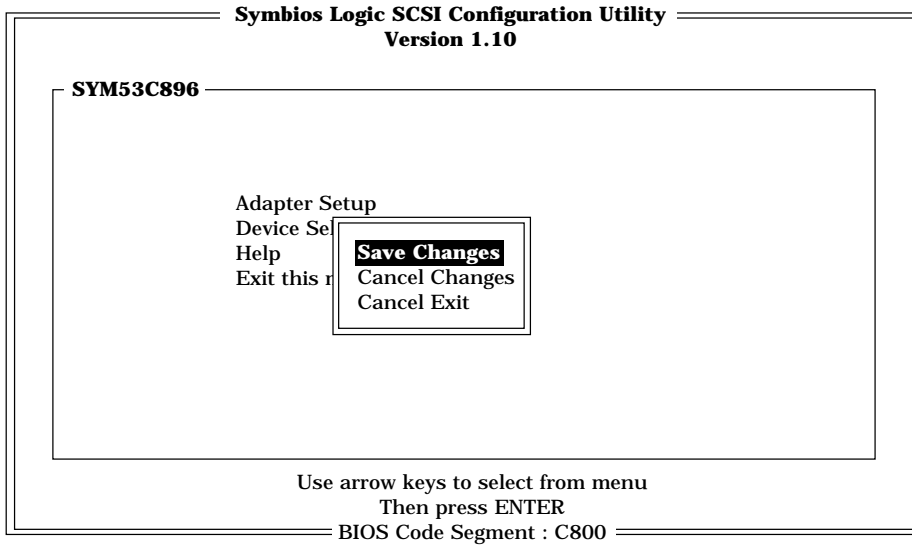 Symbios Logic SCSI Configuration Utility
Version 1.10
SYM53C896
Adapter Setup
Device Sel
Help
Exit this
Save Changes
Cancel Changes
Cancel Exit
Use arrow keys to select from menu
Then press ENTER
BIOS Code Segment : C800